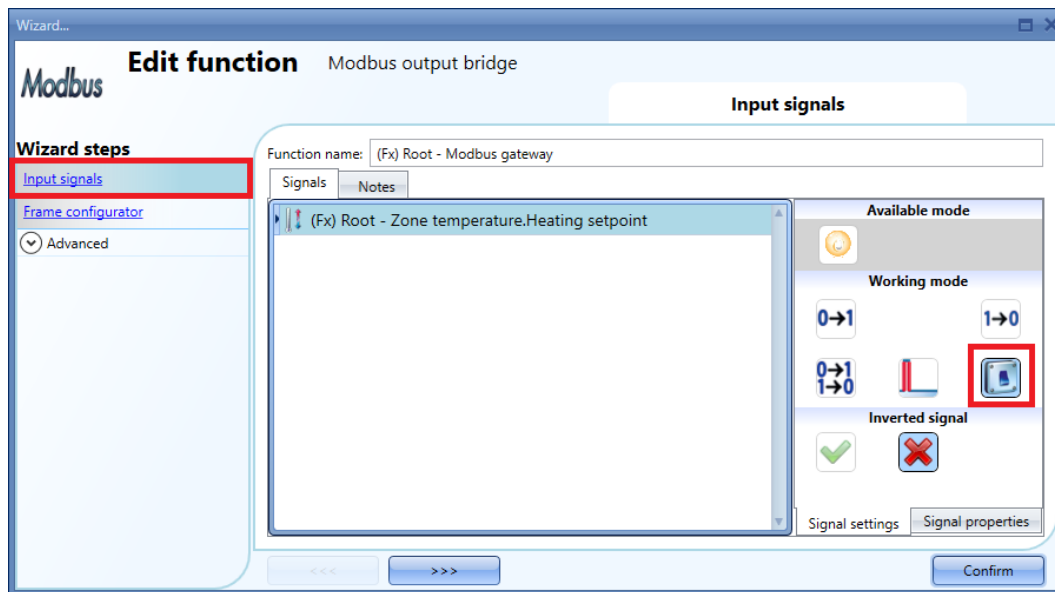 Wizard...
Modbus
Edit function
Modbus output bridge
Input signals
Wizard steps
Input signals
Frame configurator
Advanced
Function name: (Fx) Root - Modbus gateway
Signals
Notes
(Fx) Root - Zone temperature.Heating setpoint
Available mode
Working mode
0→1
1→0
0→1
1→0
Inverted signal
Signal settings
Signal properties
<<<
>>>
Confirm